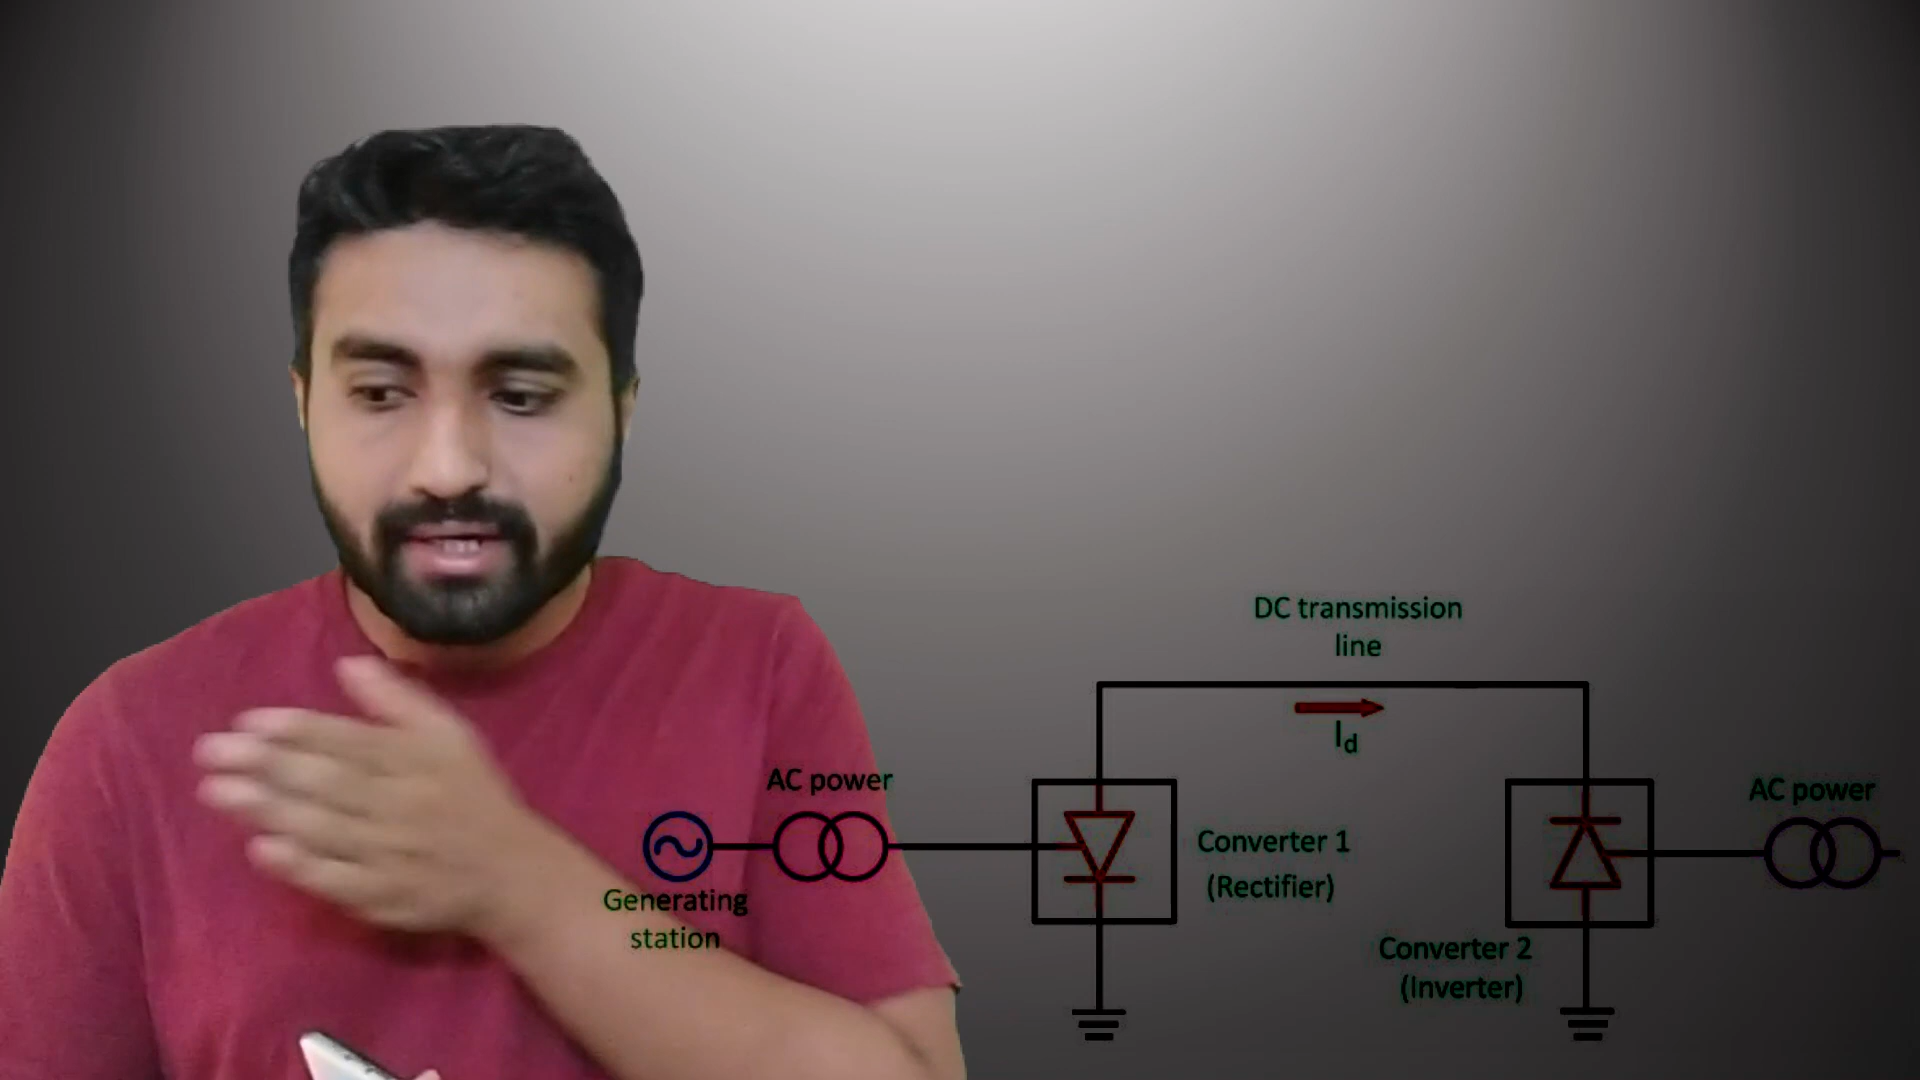 DC transmission
line
I_d
AC power
Generating
station
Converter 1
(Rectifier)
AC power
Converter 2
(Inverter)